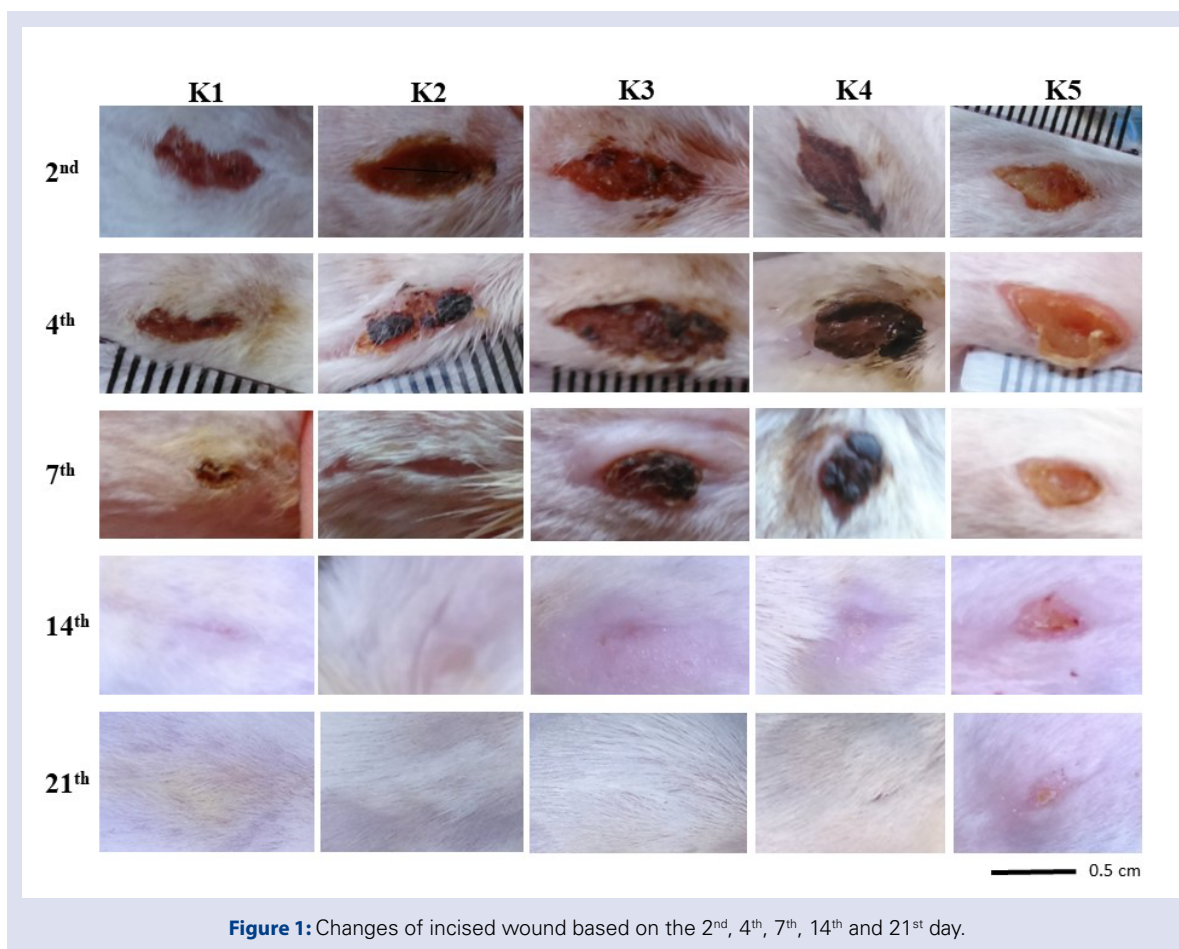 K1 K2 K3 K4 K5
2nd
4th
7th
14th
21th
0.5 cm
Figure 1: Changes of incised wound based on the 2nd, 4th, 7th, 14th and 21st day.